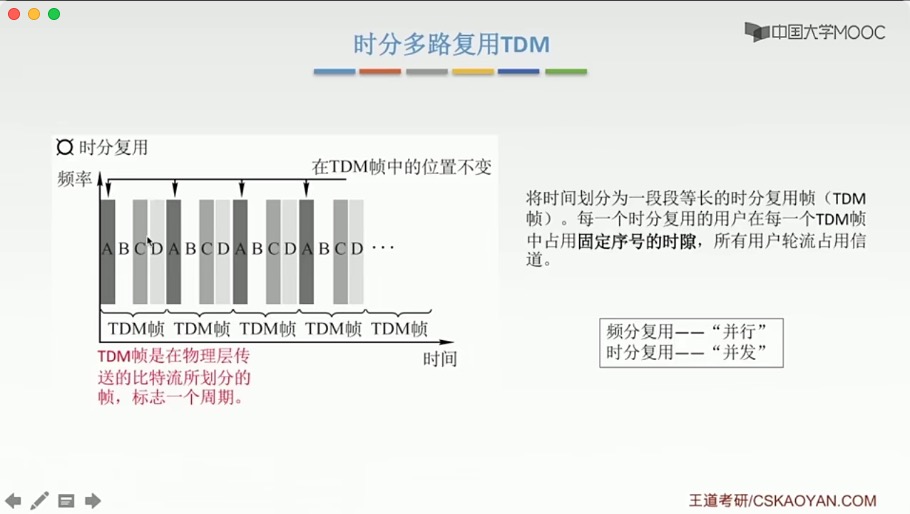 中国大学MOOC
时分多路复用TDM
时分复用
在TDM帧中的位置不变
频率
A B C D A B C D A B C D A B C D ···
TDM帧 TDM帧 TDM帧 TDM帧 TDM帧
时间
TDM帧是在物理层传
送的比特流所划分的
帧，标志一个周期。
将时间划分为一段段等长的时分复用帧（TDM
帧）。每一个时分复用的用户在每一个TDM帧
中占用固定序号的时隙，所有用户轮流占用信
道。
频分复用——“并行”
时分复用——“并发”
王道考研/CSKAOYAN.COM